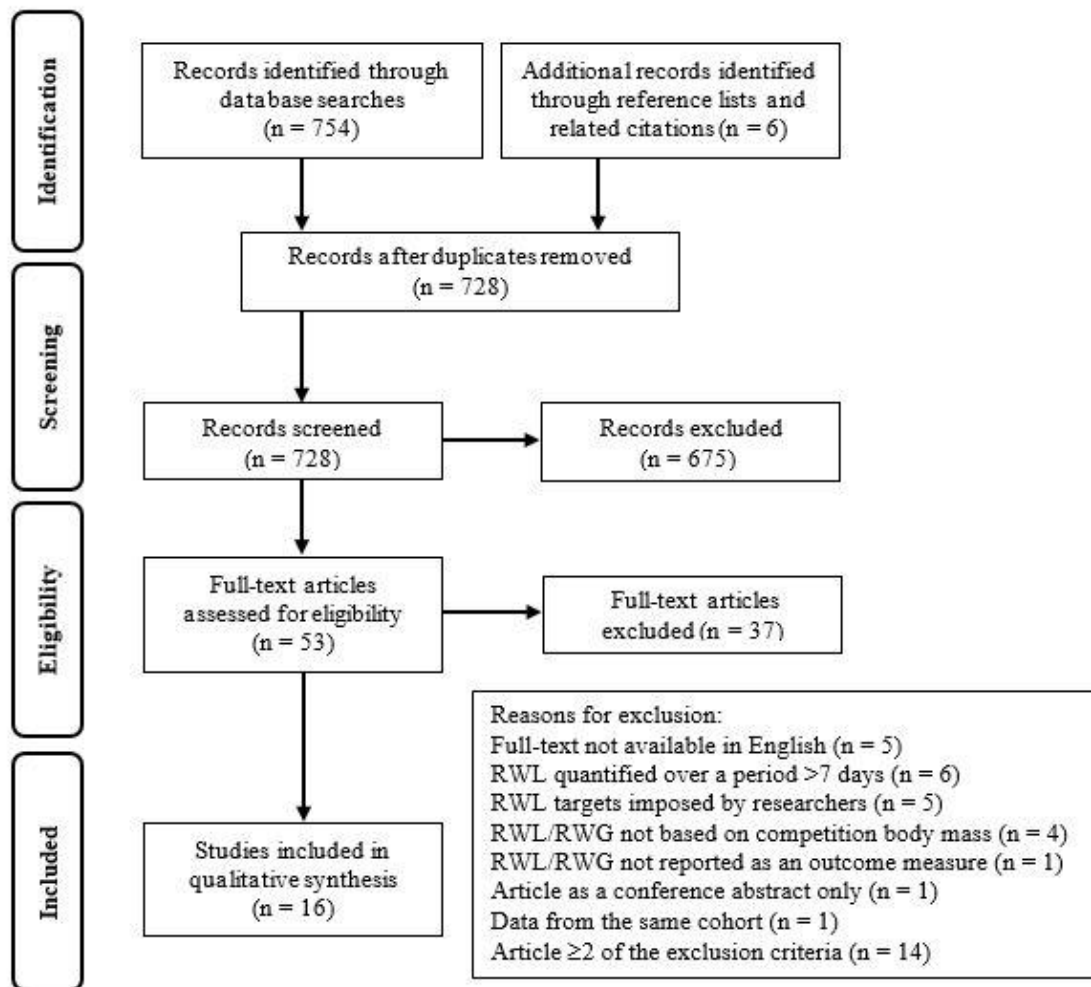 Identification
Records identified through
database searches
(n = 754)
Additional records identified
through reference lists and
related citations (n = 6)
Records after duplicates removed
(n = 728)
Screening
Records screened
(n = 728)
Records excluded
(n = 675)
Eligibility
Full-text articles
assessed for eligibility
(n = 53)
Full-text articles
excluded (n = 37)
Included
Studies included in
qualitative synthesis
(n = 16)
Reasons for exclusion:
Full-text not available in English (n = 5)
RWL quantified over a period >7 days (n = 6)
RWL targets imposed by researchers (n = 5)
RWL/RWG not based on competition body mass (n = 4)
RWL/RWG not reported as an outcome measure (n = 1)
Article as a conference abstract only (n = 1)
Data from the same cohort (n = 1)
Article ≥2 of the exclusion criteria (n = 14)